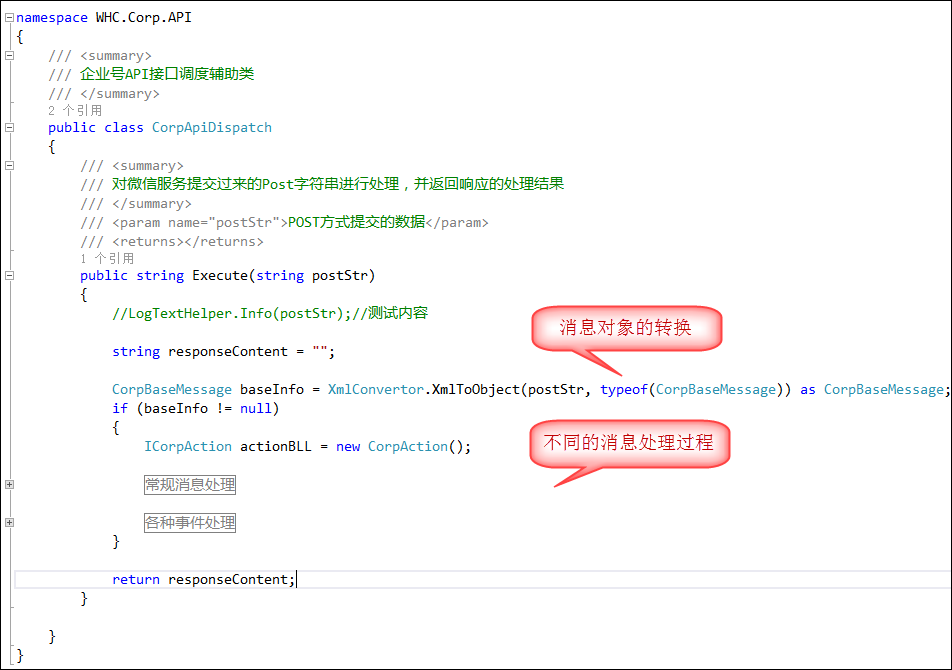 namespace WHC.Corp.API
{
/// <summary>
/// 企业号API接口调度辅助类
/// </summary>
2 个引用
public class CorpApiDispatch
{
/// <summary>
/// 对微信服务提交过来的Post字符串进行处理，并返回响应的处理结果
/// </summary>
/// <param name="postStr">POST方式提交的数据</param>
/// <returns></returns>
1 个引用
public string Execute(string postStr)
{
//LogTextHelper.Info(postStr);//测试内容
消息对象的转换
string responseContent = "";
CorpBaseMessage baseInfo = XmlConvertor.XmlToObject(postStr, typeof(CorpBaseMessage)) as CorpBaseMessage;
if (baseInfo != null)
{
不同的消息处理过程
ICorpAction actionBLL = new CorpAction();
常规消息处理
各种事件处理
}
return responseContent;
}
}
}